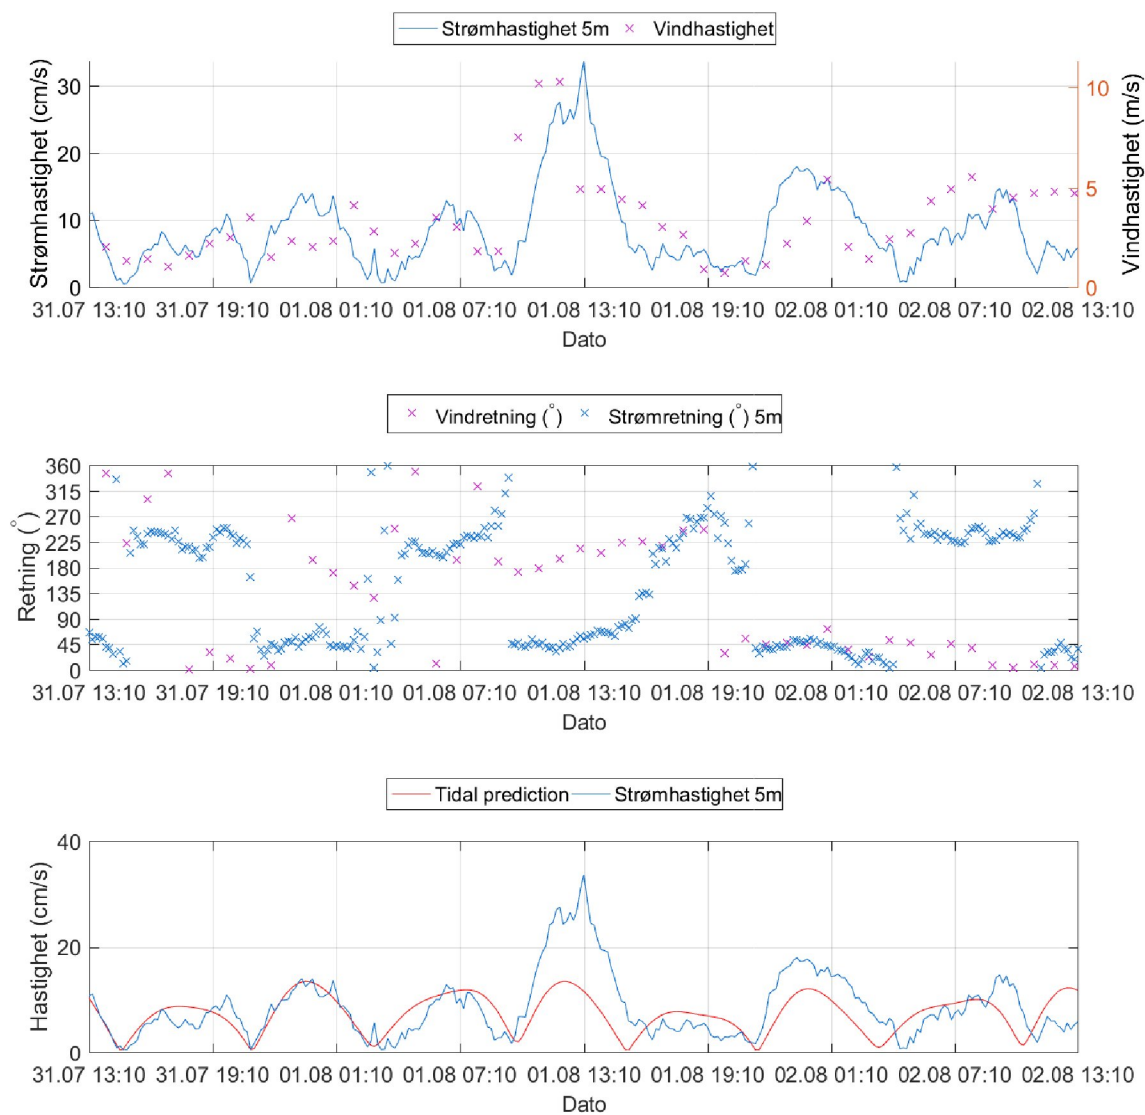 Strømhastighet 5m Vindhastighet
Strømhastighet (cm/s)
30
20
10
0
10
5
0
Vindhastighet (m/s)
31.07 13:10 31.07 19:10 01.08 01:10 01.08 07:10 01.08 13:10 01.08 19:10 02.08 01:10 02.08 07:10 02.08 13:10
Dato
Vindretning (°) Strømretning (°) 5m
Retning (°)
360
315
270
225
180
135
90
45
0
31.07 13:10 31.07 19:10 01.08 01:10 01.08 07:10 01.08 13:10 01.08 19:10 02.08 01:10 02.08 07:10 02.08 13:10
Dato
Tidal prediction Strømhastighet 5m
Hastighet (cm/s)
40
20
0
31.07 13:10 31.07 19:10 01.08 01:10 01.08 07:10 01.08 13:10 01.08 19:10 02.08 01:10 02.08 07:10 02.08 13:10
Dato